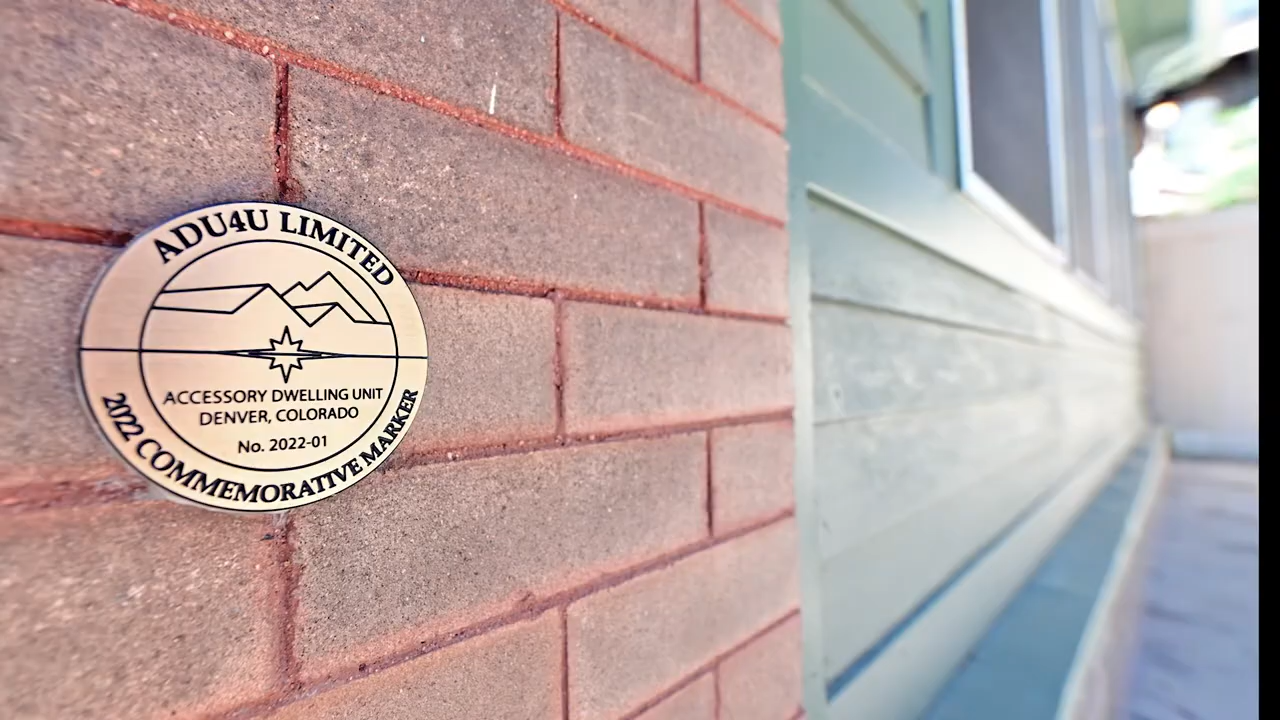 ADU4U LIMITED
ACCESSORY DWELLING UNIT
DENVER, COLORADO
No. 2022-01
2022 COMMEMORATIVE MARKER